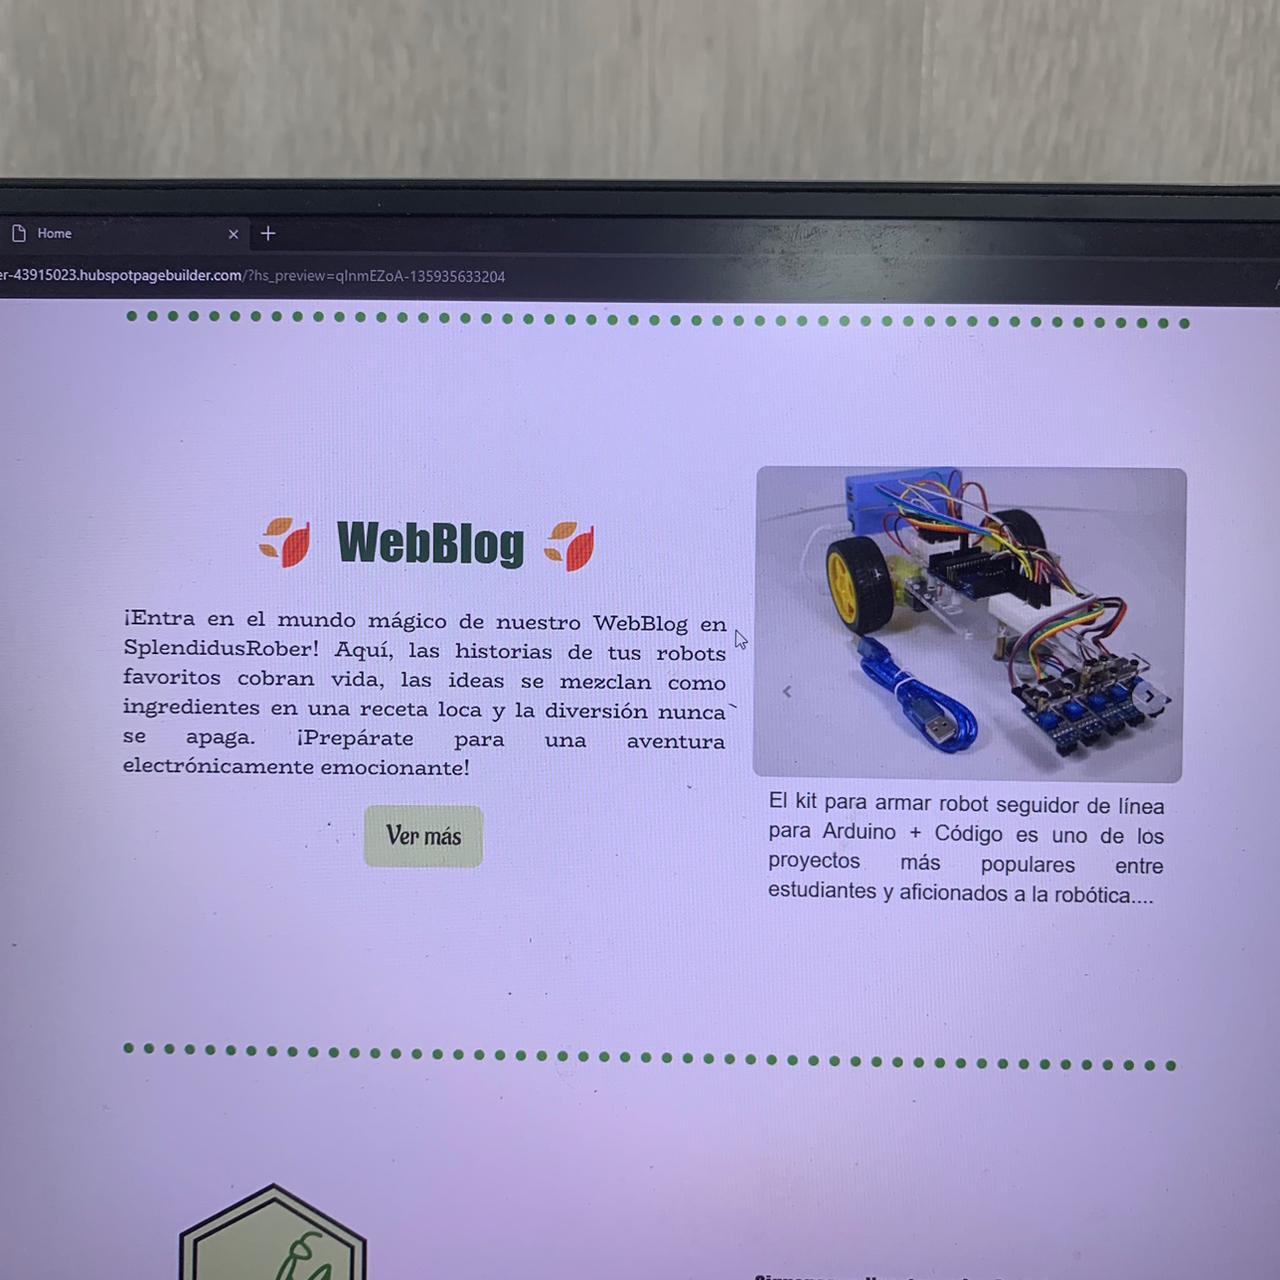 Home
er-43915023.hubspotpagebuilder.com/?hs_preview=qInmEZoA-135935633204
WebBlog
¡Entra en el mundo mágico de nuestro WebBlog en
SplendidusRober! Aquí, las historias de tus robots
favoritos cobran vida, las ideas se mezclan como
ingredientes en una receta loca y la diversión nunca
se apaga. ¡Prepárate para una aventura
electrónicamente emocionante!
Ver más
El kit para armar robot seguidor de línea
para Arduino + Código es uno de los
proyectos más populares entre
estudiantes y aficionados a la robótica....